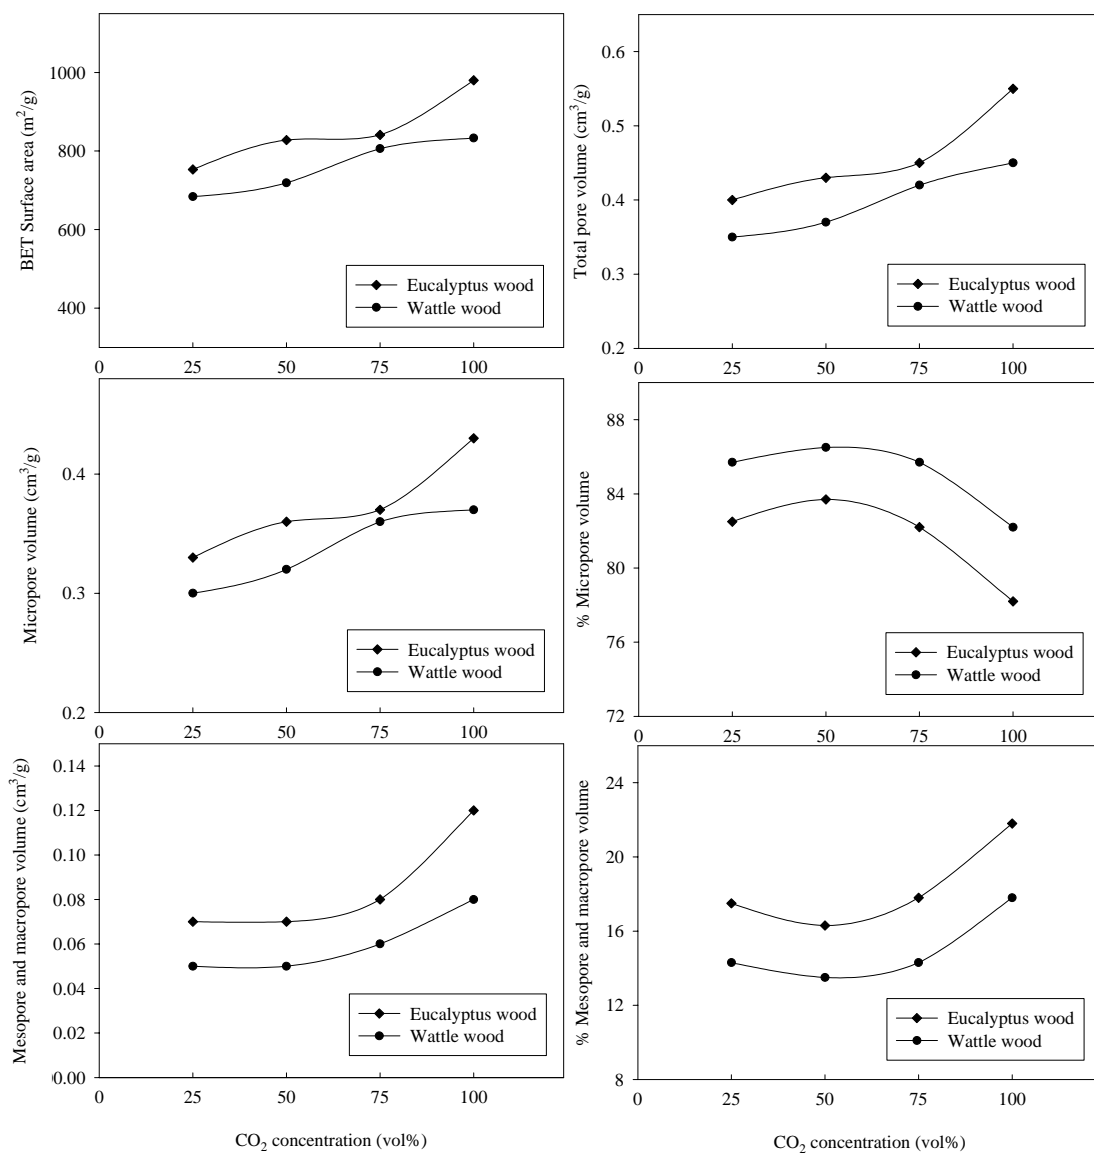 BET Surface area (m²/g)
1000
800
600
400
Eucalyptus wood
Wattle wood
0 25 50 75 100
Total pore volume (cm³/g)
0.6
0.5
0.4
0.3
0.2
Eucalyptus wood
Wattle wood
0 25 50 75 100
Micropore volume (cm³/g)
0.4
0.3
0.2
Eucalyptus wood
Wattle wood
0 25 50 75 100
% Micropore volume
88
84
80
76
72
Eucalyptus wood
Wattle wood
0 25 50 75 100
Mesopore and macropore volume (cm³/g)
0.14
0.12
0.10
0.08
0.06
0.04
0.02
0.00
Eucalyptus wood
Wattle wood
0 25 50 75 100
CO₂ concentration (vol%)
% Mesopore and macropore volume
24
20
16
12
8
Eucalyptus wood
Wattle wood
0 25 50 75 100
CO₂ concentration (vol%)